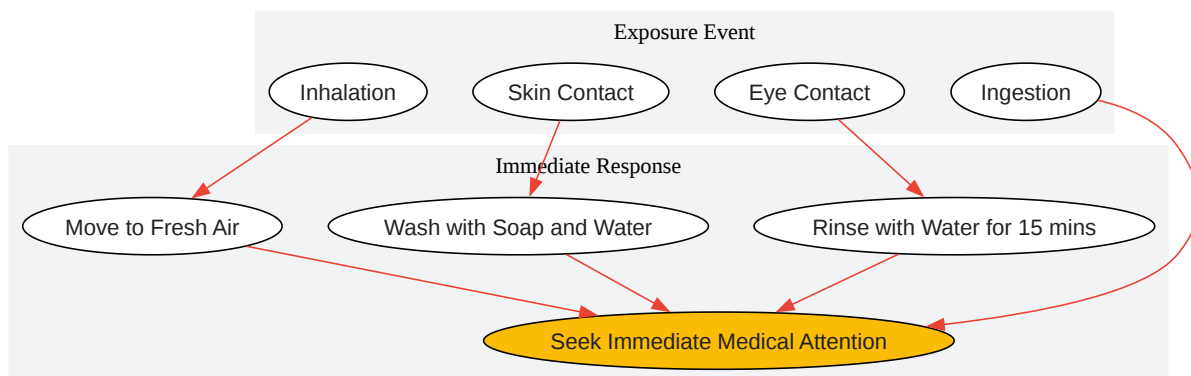 Exposure Event
Inhalation
Skin Contact
Eye Contact
Ingestion
Immediate Response
Move to Fresh Air
Wash with Soap and Water
Rinse with Water for 15 mins
Seek Immediate Medical Attention